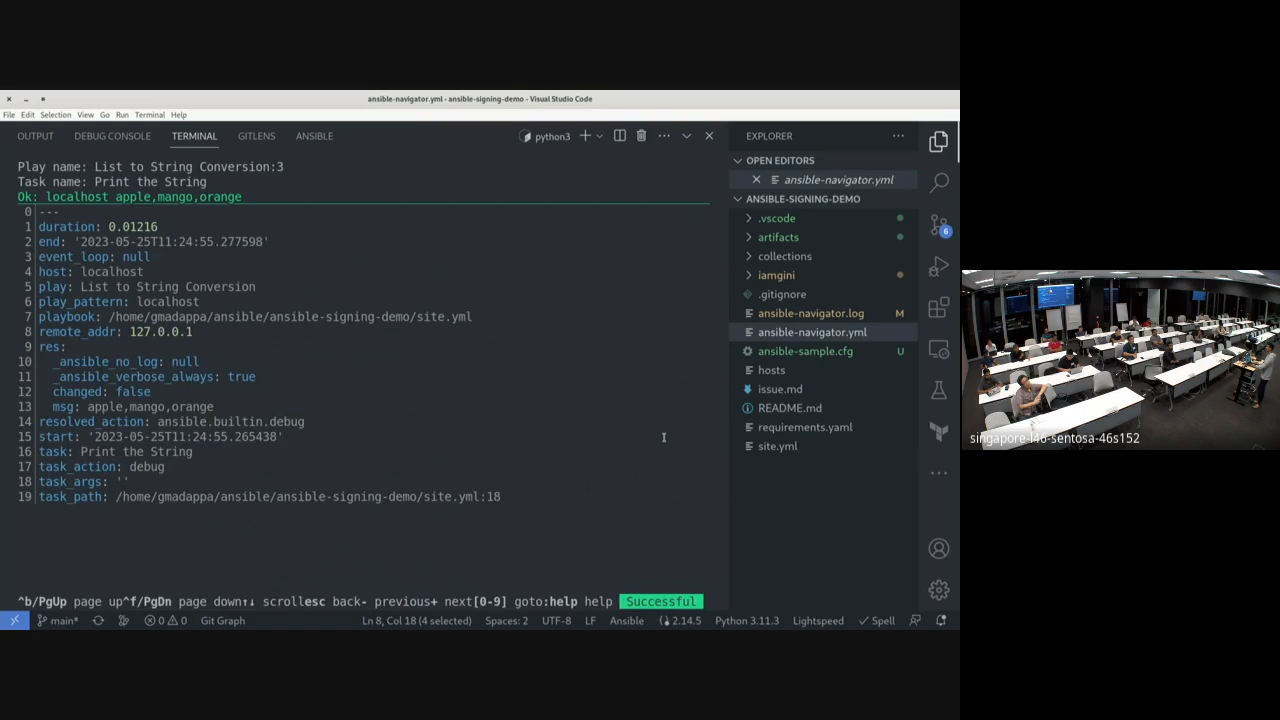 ansible-navigator.yml - ansible-signing-demo - Visual Studio Code
File Edit Selection View Go Run Terminal Help
OUTPUT DEBUG CONSOLE TERMINAL GITLENS ANSIBLE
python3
Play name: List to String Conversion:3
Task name: Print the String
Ok: localhost apple,mango,orange
0 ---
1 duration: 0.01216
2 end: '2023-05-25T11:24:55.277598'
3 event_loop: null
4 host: localhost
5 play: List to String Conversion
6 play_pattern: localhost
7 playbook: /home/gmadappa/ansible/ansible-signing-demo/site.yml
8 remote_addr: 127.0.0.1
9 res:
10 _ansible_no_log: null
11 _ansible_verbose_always: true
12 changed: false
13 msg: apple,mango,orange
14 resolved_action: ansible.builtin.debug
15 start: '2023-05-25T11:24:55.265438'
16 task: Print the String
17 task_action: debug
18 task_args: ''
19 task_path: /home/gmadappa/ansible/ansible-signing-demo/site.yml:18
^b/PgUp page up^f/PgDn page down↑↓ scrollesc back- previous+ next[0-9] goto:help help Successful
EXPLORER
OPEN EDITORS
ansible-navigator.yml
ANSIBLE-SIGNING-DEMO
.vscode
artifacts
collections
iamgini
.gitignore
ansible-navigator.log M
ansible-navigator.yml
ansible-sample.cfg U
hosts
issue.md
README.md
requirements.yaml
site.yml
6
main* 0 0 Git Graph Ln 8, Col 18 (4 selected) Spaces: 2 UTF-8 LF Ansible 2.14.5 Python 3.11.3 Lightspeed Spell
singapore-l46-sentosa-46s152